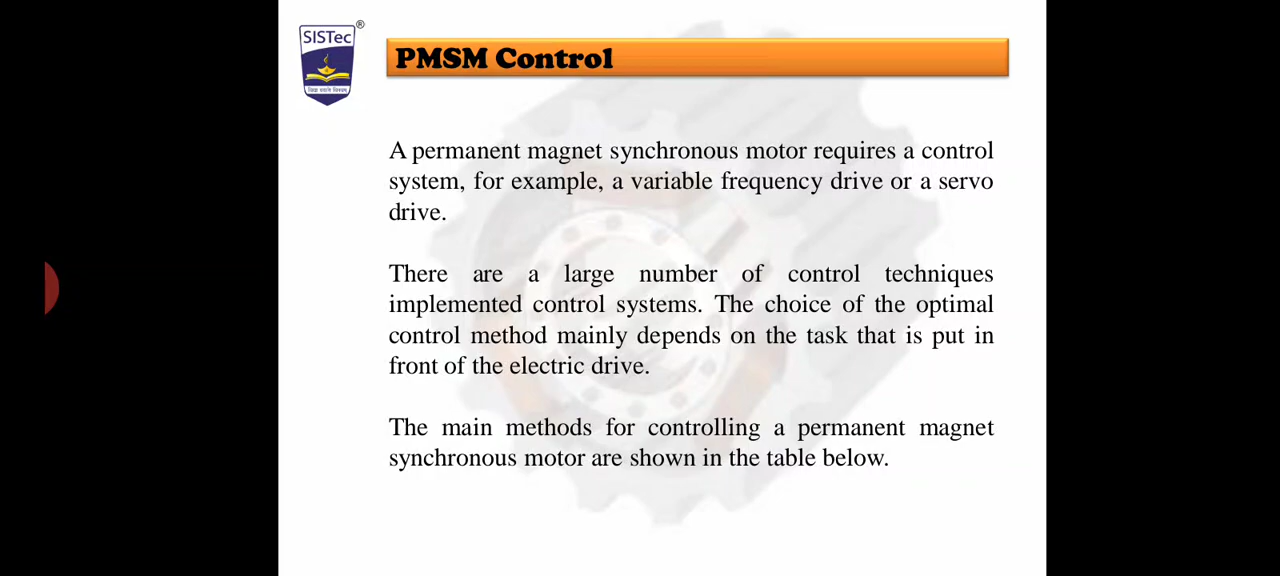 SISTec®
PMSM Control
A permanent magnet synchronous motor requires a control
system, for example, a variable frequency drive or a servo
drive.
There are a large number of control techniques
implemented control systems. The choice of the optimal
control method mainly depends on the task that is put in
front of the electric drive.
The main methods for controlling a permanent magnet
synchronous motor are shown in the table below.